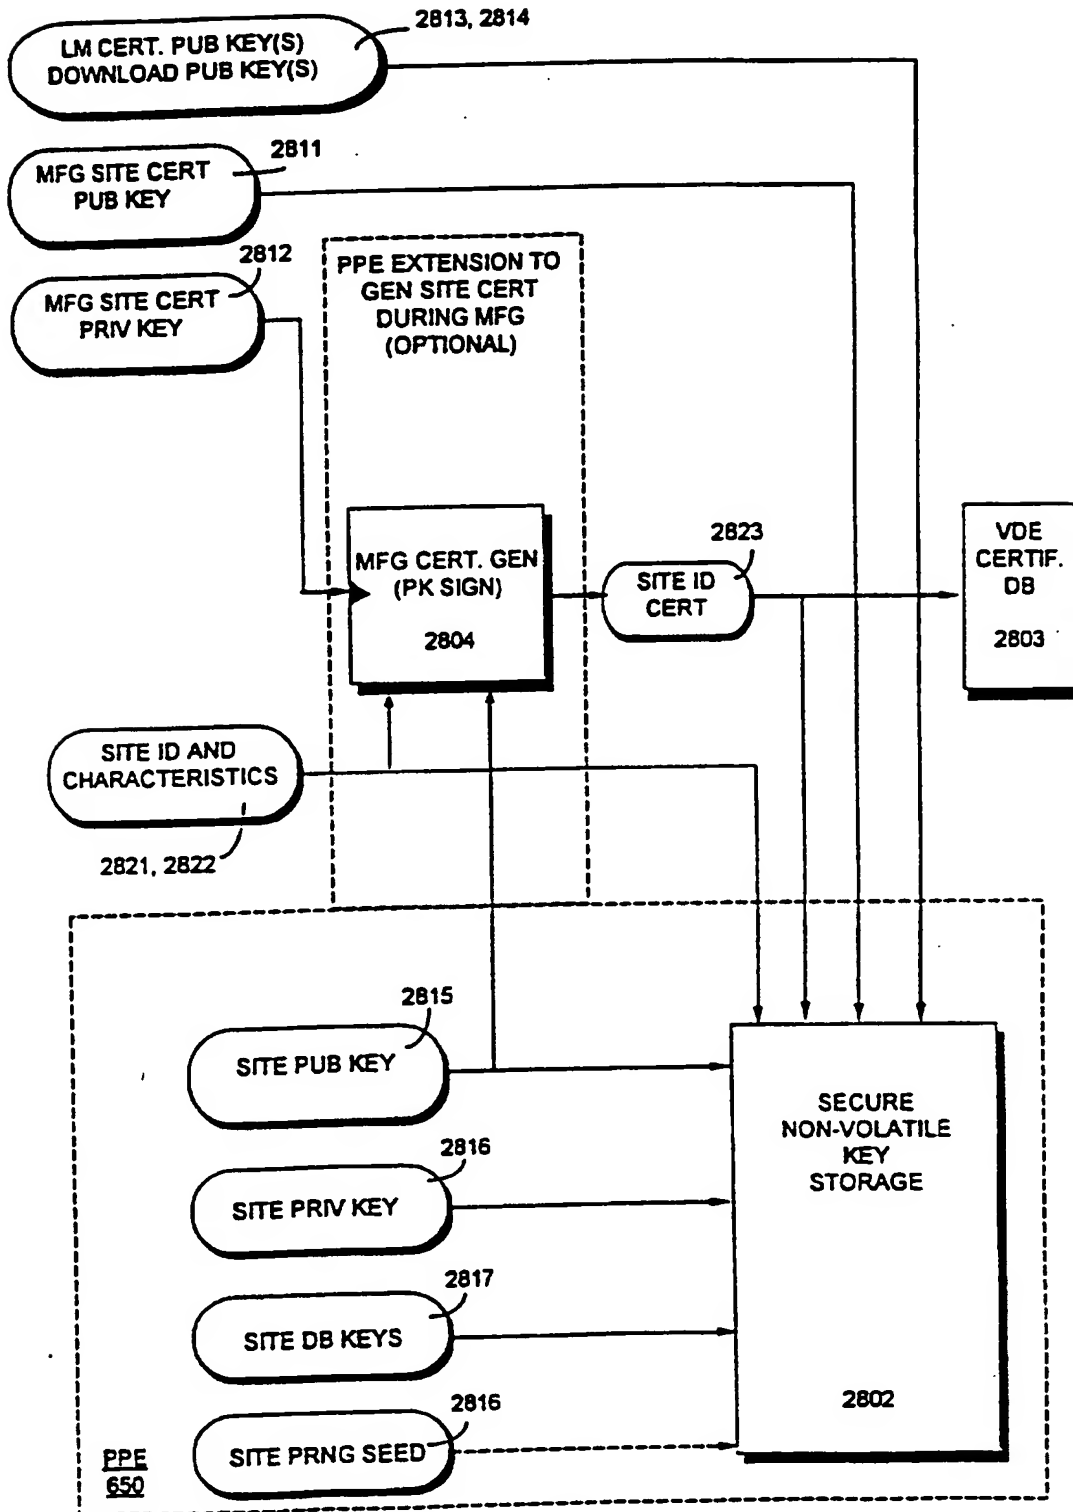 2813, 2814
LM CERT. PUB KEY(S)
DOWNLOAD PUB KEY(S)
2811
MFG SITE CERT
PUB KEY
2812
MFG SITE CERT
PRIV KEY
PPE EXTENSION TO
GEN SITE CERT
DURING MFG
(OPTIONAL)
MFG CERT. GEN
(PK SIGN)
2804
2823
SITE ID
CERT
VDE
CERTIF.
DB
2803
SITE ID AND
CHARACTERISTICS
2821, 2822
2815
SITE PUB KEY
2816
SITE PRIV KEY
2817
SITE DB KEYS
2816
SITE PRNG SEED
SECURE
NON-VOLATILE
KEY
STORAGE
2802
PPE
650